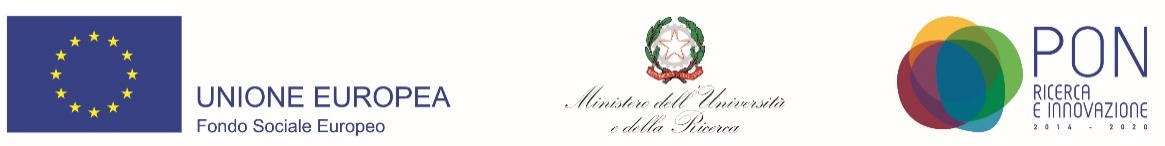 UNIONE EUROPEA
Fondo Sociale Europeo
Ministero dell'Università
e della Ricerca
PON
RICERCA
E INNOVAZIONE
2014 - 2020